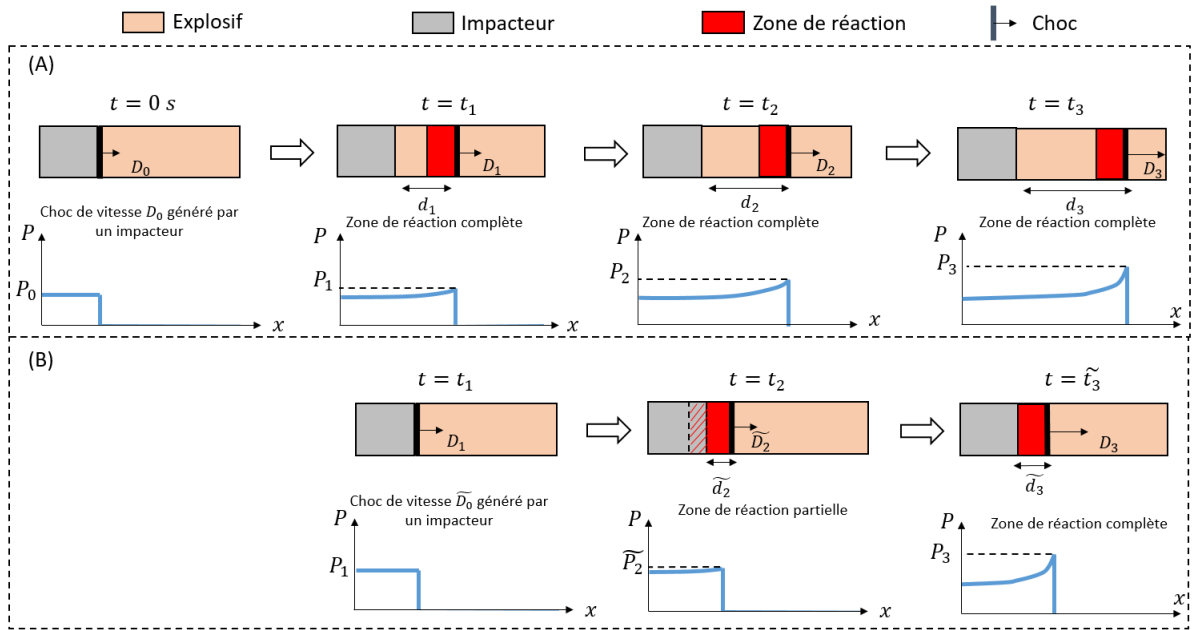 Explosif Impacteur Zone de réaction Choc
(A)
t = 0 s t = t₁ t = t₂ t = t₃
D₀ D₁ D₂ D₃
d₁ d₂ d₃
Choc de vitesse D₀ généré par
un impacteur
Zone de réaction complète
Zone de réaction complète
Zone de réaction complète
P P P P
P₀ P₁ P₂ P₃
x x x x
(B)
t = t₁ t = t₂ t = t̃₃
D₁ D̃₂ D₃
d̃₂ d̃₃
Choc de vitesse D̃₀ généré par
un impacteur
Zone de réaction partielle
Zone de réaction complète
P P P
P₁ P̃₂ P₃
x x x